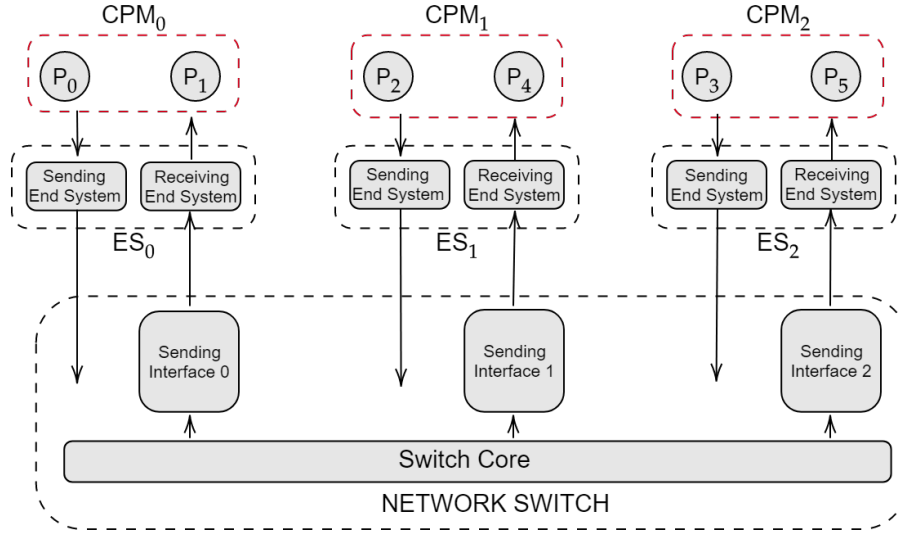 CPM0
CPM1
CPM2
P0
P1
P2
P4
P3
P5
Sending
End System
Receiving
End System
Sending
End System
Receiving
End System
Sending
End System
Receiving
End System
ES0
ES1
ES2
Sending
Interface 0
Sending
Interface 1
Sending
Interface 2
Switch Core
NETWORK SWITCH